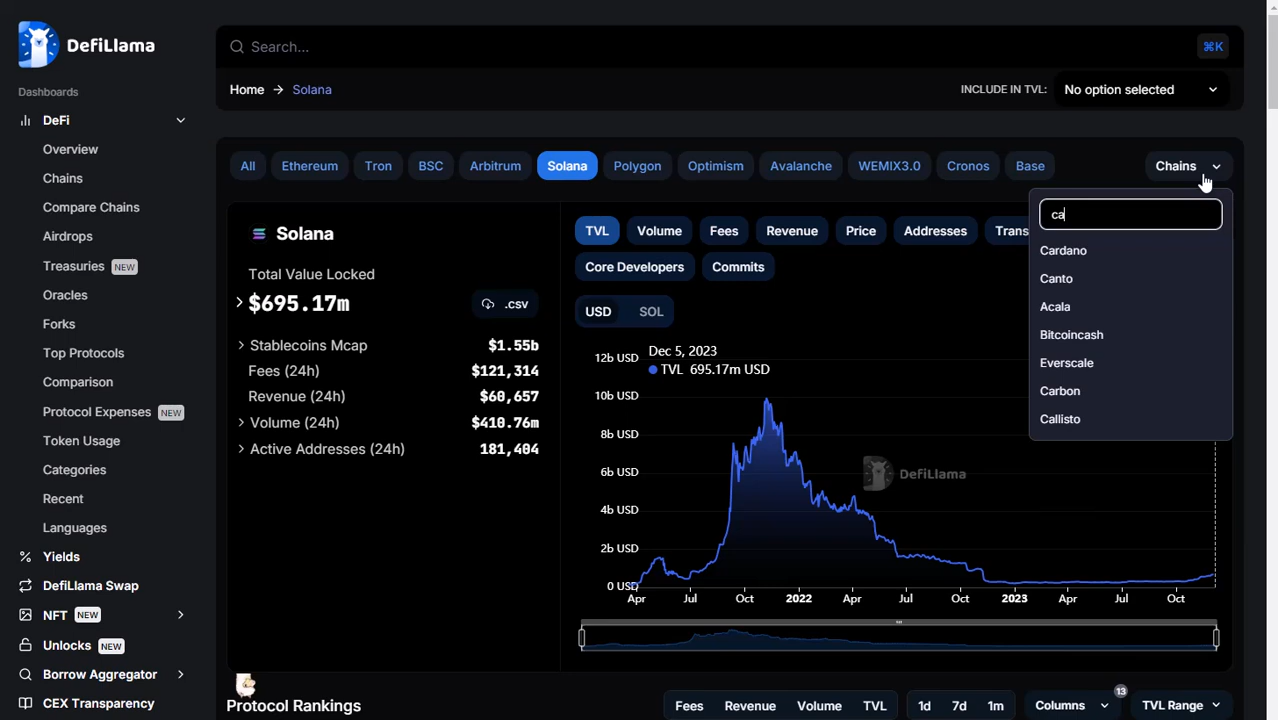 DefiLlama
Dashboards
DeFi
Overview
Chains
Compare Chains
Airdrops
Treasuries NEW
Oracles
Forks
Top Protocols
Comparison
Protocol Expenses NEW
Token Usage
Categories
Recent
Languages
Yields
DefiLlama Swap
NFT NEW
Unlocks NEW
Borrow Aggregator
CEX Transparency
Search...
⌘K
Home → Solana
INCLUDE IN TVL: No option selected
All Ethereum Tron BSC Arbitrum Solana Polygon Optimism Avalanche WEMIX3.0 Cronos Base Chains
ca
Cardano
Canto
Acala
Bitcoincash
Everscale
Carbon
Callisto
Solana
Total Value Locked
$695.17m
.csv
Stablecoins Mcap $1.55b
Fees (24h) $121,314
Revenue (24h) $60,657
Volume (24h) $410.76m
Active Addresses (24h) 181,404
TVL Volume Fees Revenue Price Addresses Trans
Core Developers Commits
USD SOL
Dec 5, 2023
TVL 695.17m USD
12b USD
10b USD
8b USD
6b USD
4b USD
2b USD
0 USD
DefiLlama
Apr Jul Oct 2022 Apr Jul Oct 2023 Apr Jul Oct
Protocol Rankings
Fees Revenue Volume TVL
1d 7d 1m
Columns 13
TVL Range